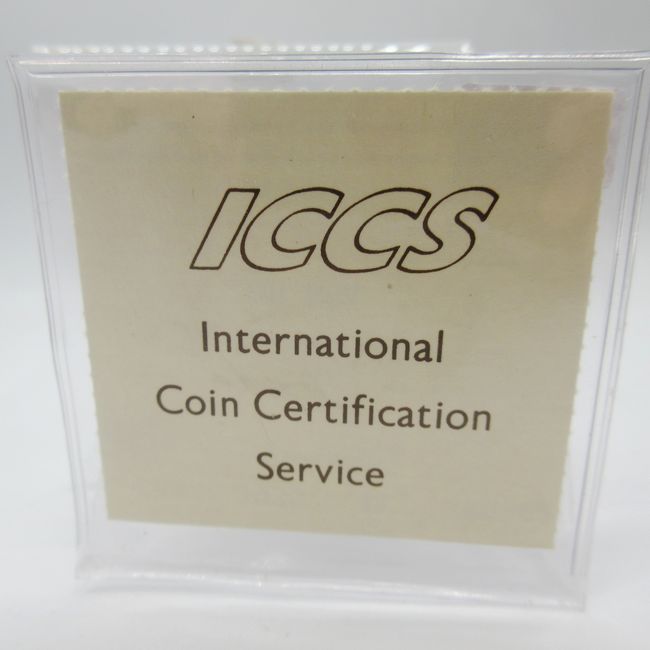 ICCS
International
Coin Certification
Service